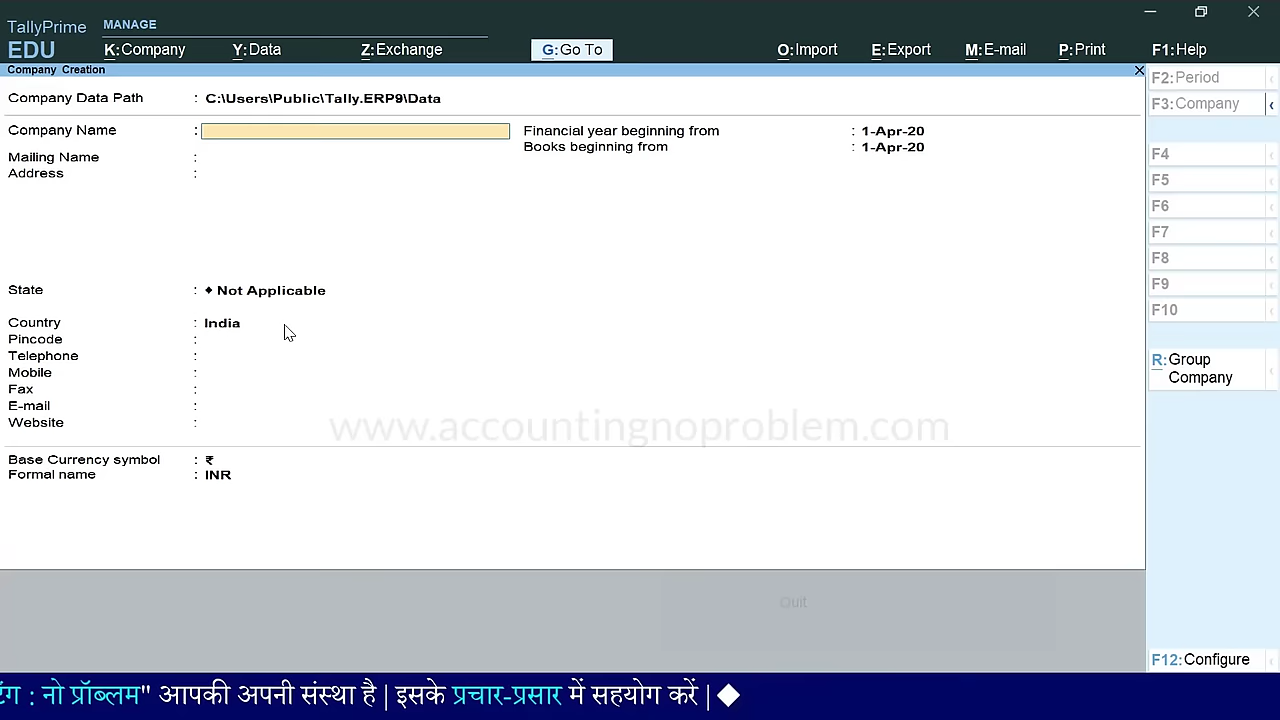 TallyPrime
EDU
MANAGE
K:Company Y:Data Z:Exchange G:Go To O:Import E:Export M:E-mail P:Print F1:Help
Company Creation
Company Data Path : C:\Users\Public\Tally.ERP9\Data
Company Name : Financial year beginning from : 1-Apr-20
Books beginning from : 1-Apr-20
Mailing Name :
Address :
State : ♦ Not Applicable
Country : India
Pincode :
Telephone :
Mobile :
Fax :
E-mail :
Website :
www.accountingnoproblem.com
Base Currency symbol : ₹
Formal name : INR
Quit
F2:Period
F3:Company
F4
F5
F6
F7
F8
F9
F10
R:Group
Company
F12:Configure
नो प्रॉब्लम" आपकी अपनी संस्था है | इसके प्रचार-प्रसार में सहयोग करें | ◆